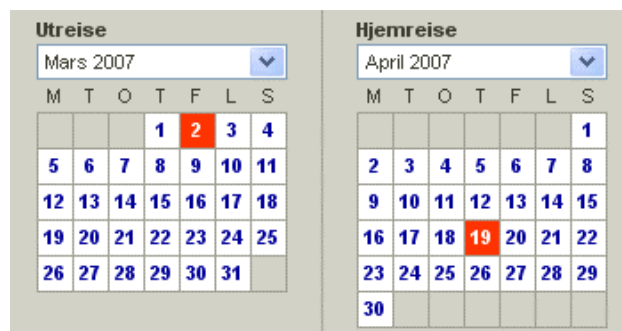 Utreise
Mars 2007
M T O T F L S
1 2 3 4
5 6 7 8 9 10 11
12 13 14 15 16 17 18
19 20 21 22 23 24 25
26 27 28 29 30 31
Hjemreise
April 2007
M T O T F L S
1
2 3 4 5 6 7 8
9 10 11 12 13 14 15
16 17 18 19 20 21 22
23 24 25 26 27 28 29
30